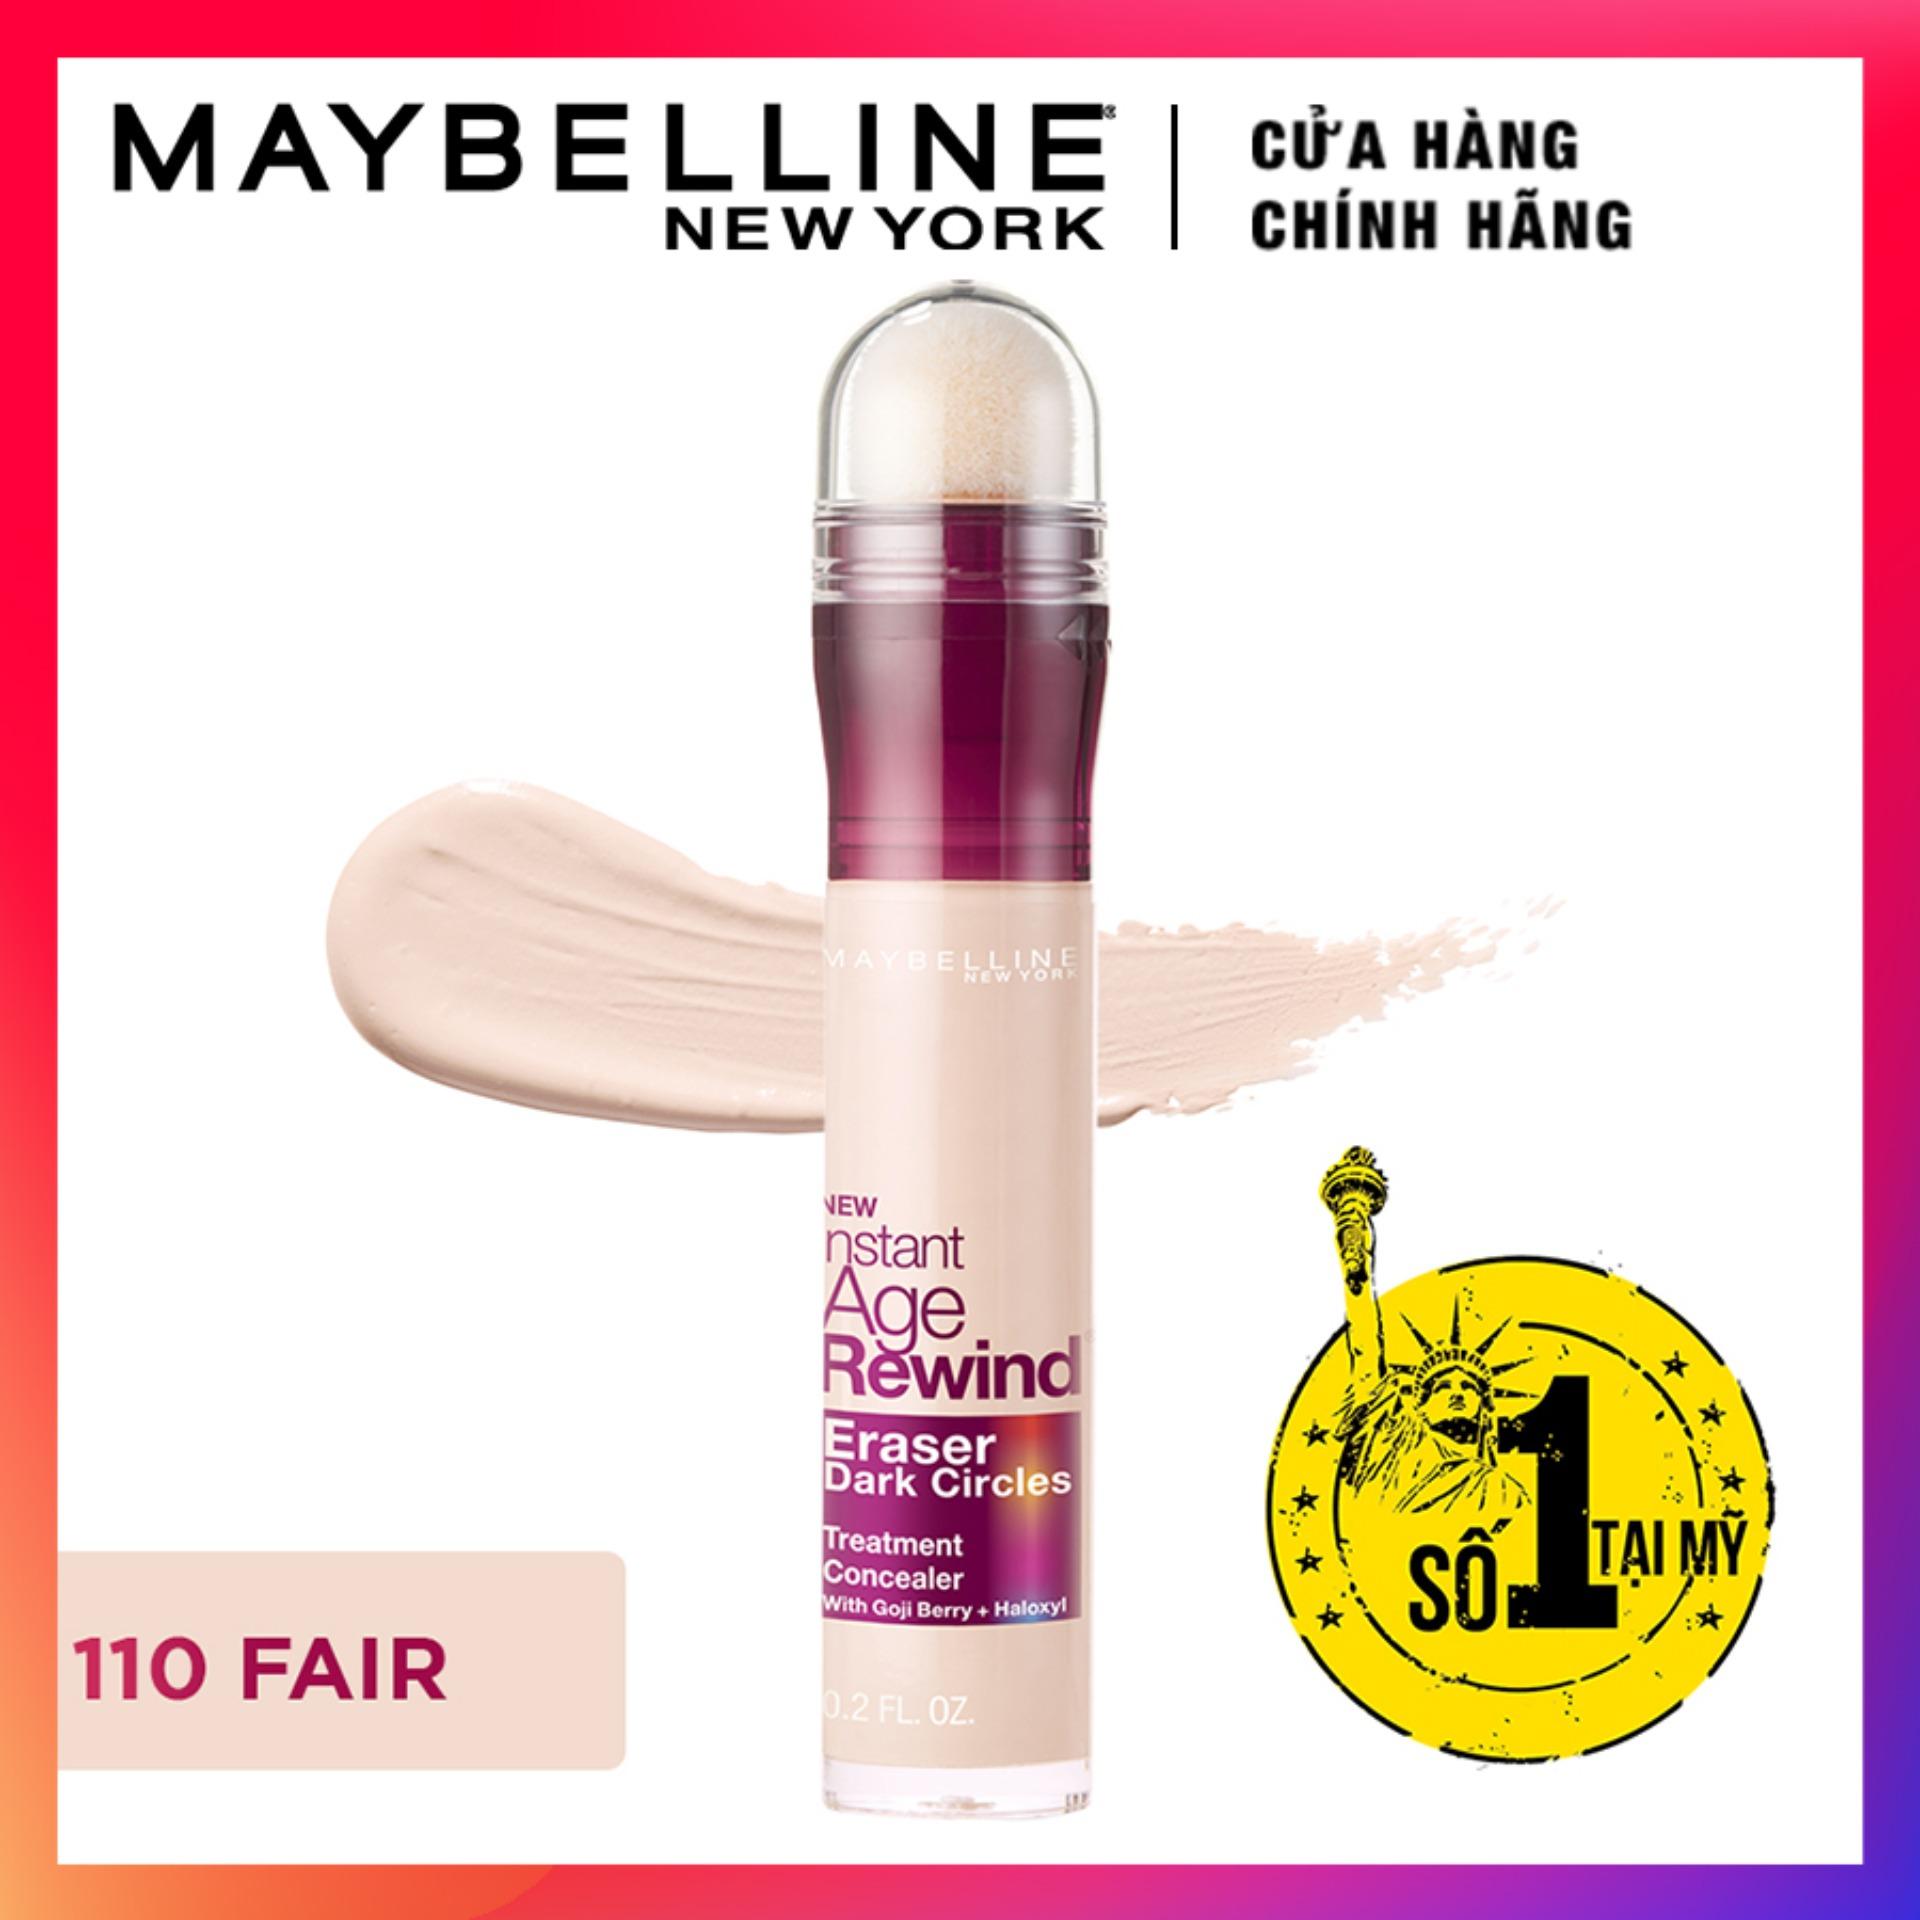 MAYBELLINE®
NEW YORK
CỬA HÀNG
CHÍNH HÃNG
MAYBELLINE
NEW YORK
NEW
Instant
Age
Rewind®
Eraser
Dark Circles
Treatment
Concealer
With Goji Berry + Haloxyl
0.2 FL. OZ.
110 FAIR
SỐ 1 TẠI MỸ